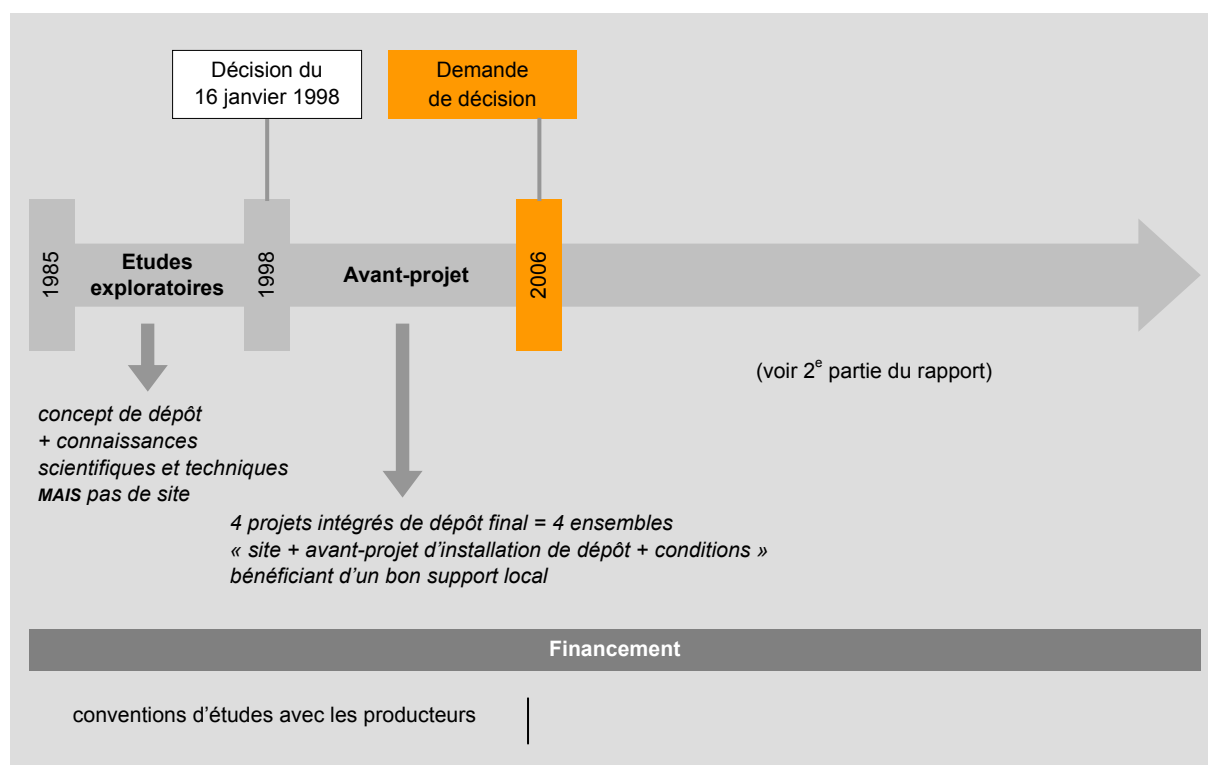 Décision du
16 janvier 1998
Demande
de décision
1985
Etudes
exploratoires
1998
Avant-projet
2006
(voir 2e partie du rapport)
concept de dépôt
+ connaissances
scientifiques et techniques
MAIS pas de site
4 projets intégrés de dépôt final = 4 ensembles
« site + avant-projet d’installation de dépôt + conditions »
bénéficiant d’un bon support local
Financement
conventions d’études avec les producteurs